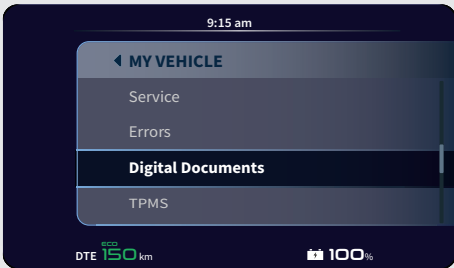 9:15 am
MY VEHICLE
Service
Errors
Digital Documents
TPMS
ECO
DTE 150 km
100%